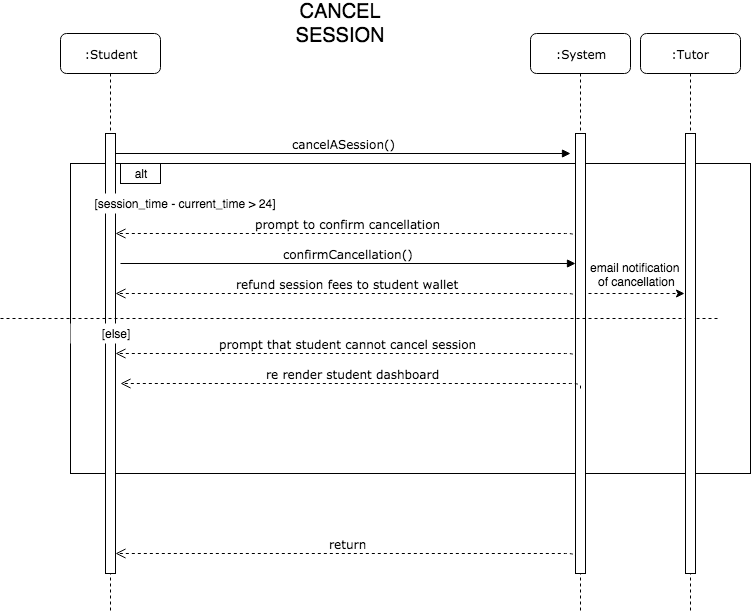 CANCEL
SESSION
:Student
:System
:Tutor
cancelASession()
alt
[session_time - current_time > 24]
prompt to confirm cancellation
confirmCancellation()
email notification
of cancellation
refund session fees to student wallet
[else]
prompt that student cannot cancel session
re render student dashboard
return